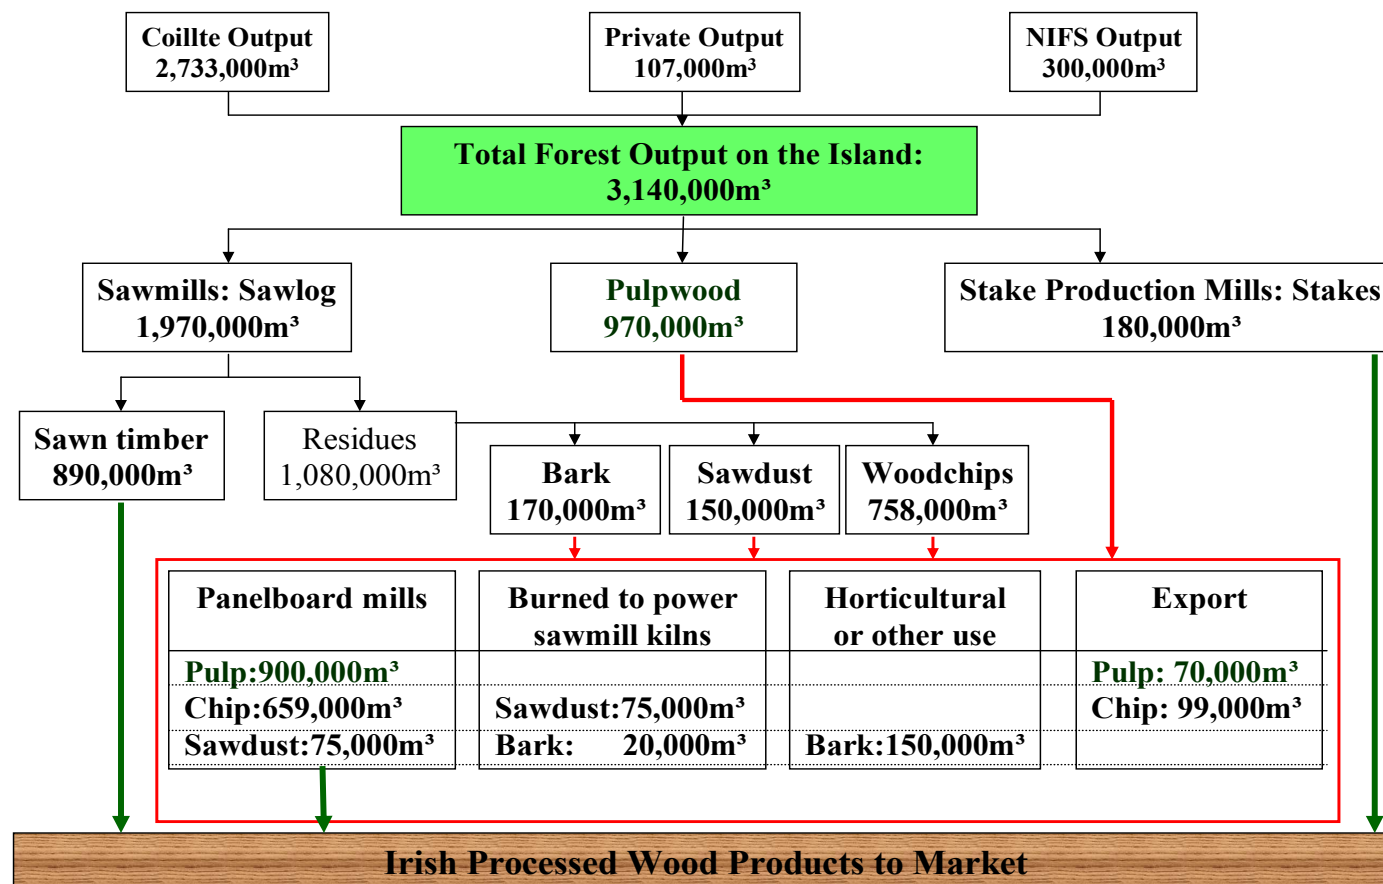 Coillte Output
2,733,000m³
Private Output
107,000m³
NIFS Output
300,000m³
Total Forest Output on the Island:
3,140,000m³
Sawmills: Sawlog
1,970,000m³
Pulpwood
970,000m³
Stake Production Mills: Stakes
180,000m³
Sawn timber
890,000m³
Residues
1,080,000m³
Bark
170,000m³
Sawdust
150,000m³
Woodchips
758,000m³
Panelboard mills
Pulp:900,000m³
Chip:659,000m³
Sawdust:75,000m³
Burned to power
sawmill kilns
Sawdust:75,000m³
Bark: 20,000m³
Horticultural
or other use
Bark:150,000m³
Export
Pulp: 70,000m³
Chip: 99,000m³
Irish Processed Wood Products to Market